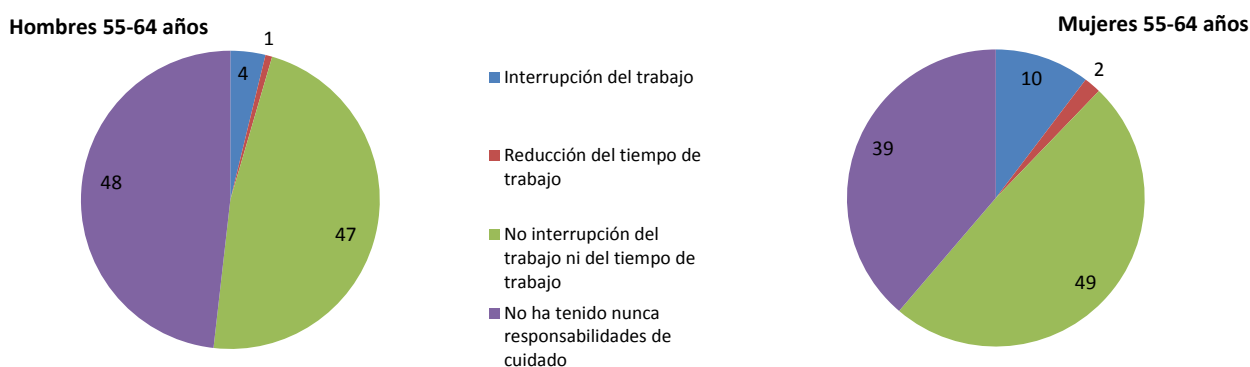 Hombres 55-64 años
4
1
47
48
Interrupción del trabajo
Reducción del tiempo de
trabajo
No interrupción del
trabajo ni del tiempo de
trabajo
No ha tenido nunca
responsabilidades de
cuidado
Mujeres 55-64 años
10
2
49
39